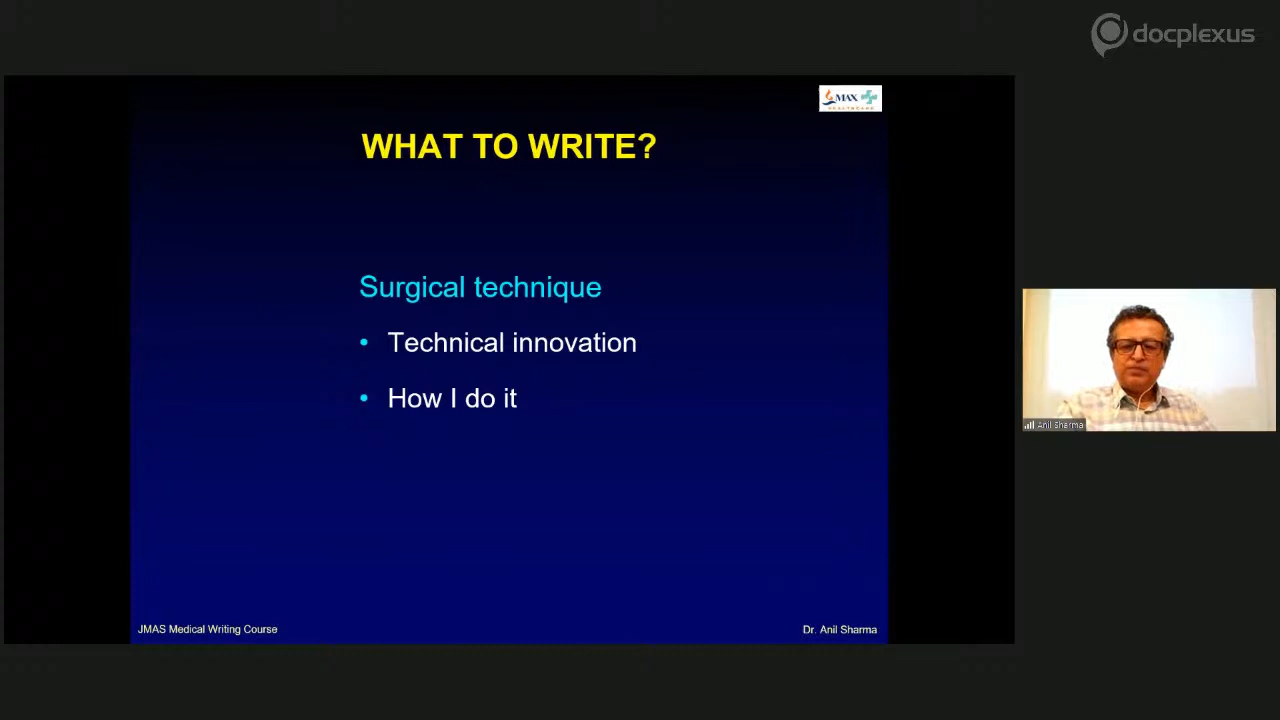 docplexus
MAX
HEALTHCARE
WHAT TO WRITE?
Surgical technique
• Technical innovation
• How I do it
Anil Sharma
JMAS Medical Writing Course
Dr. Anil Sharma